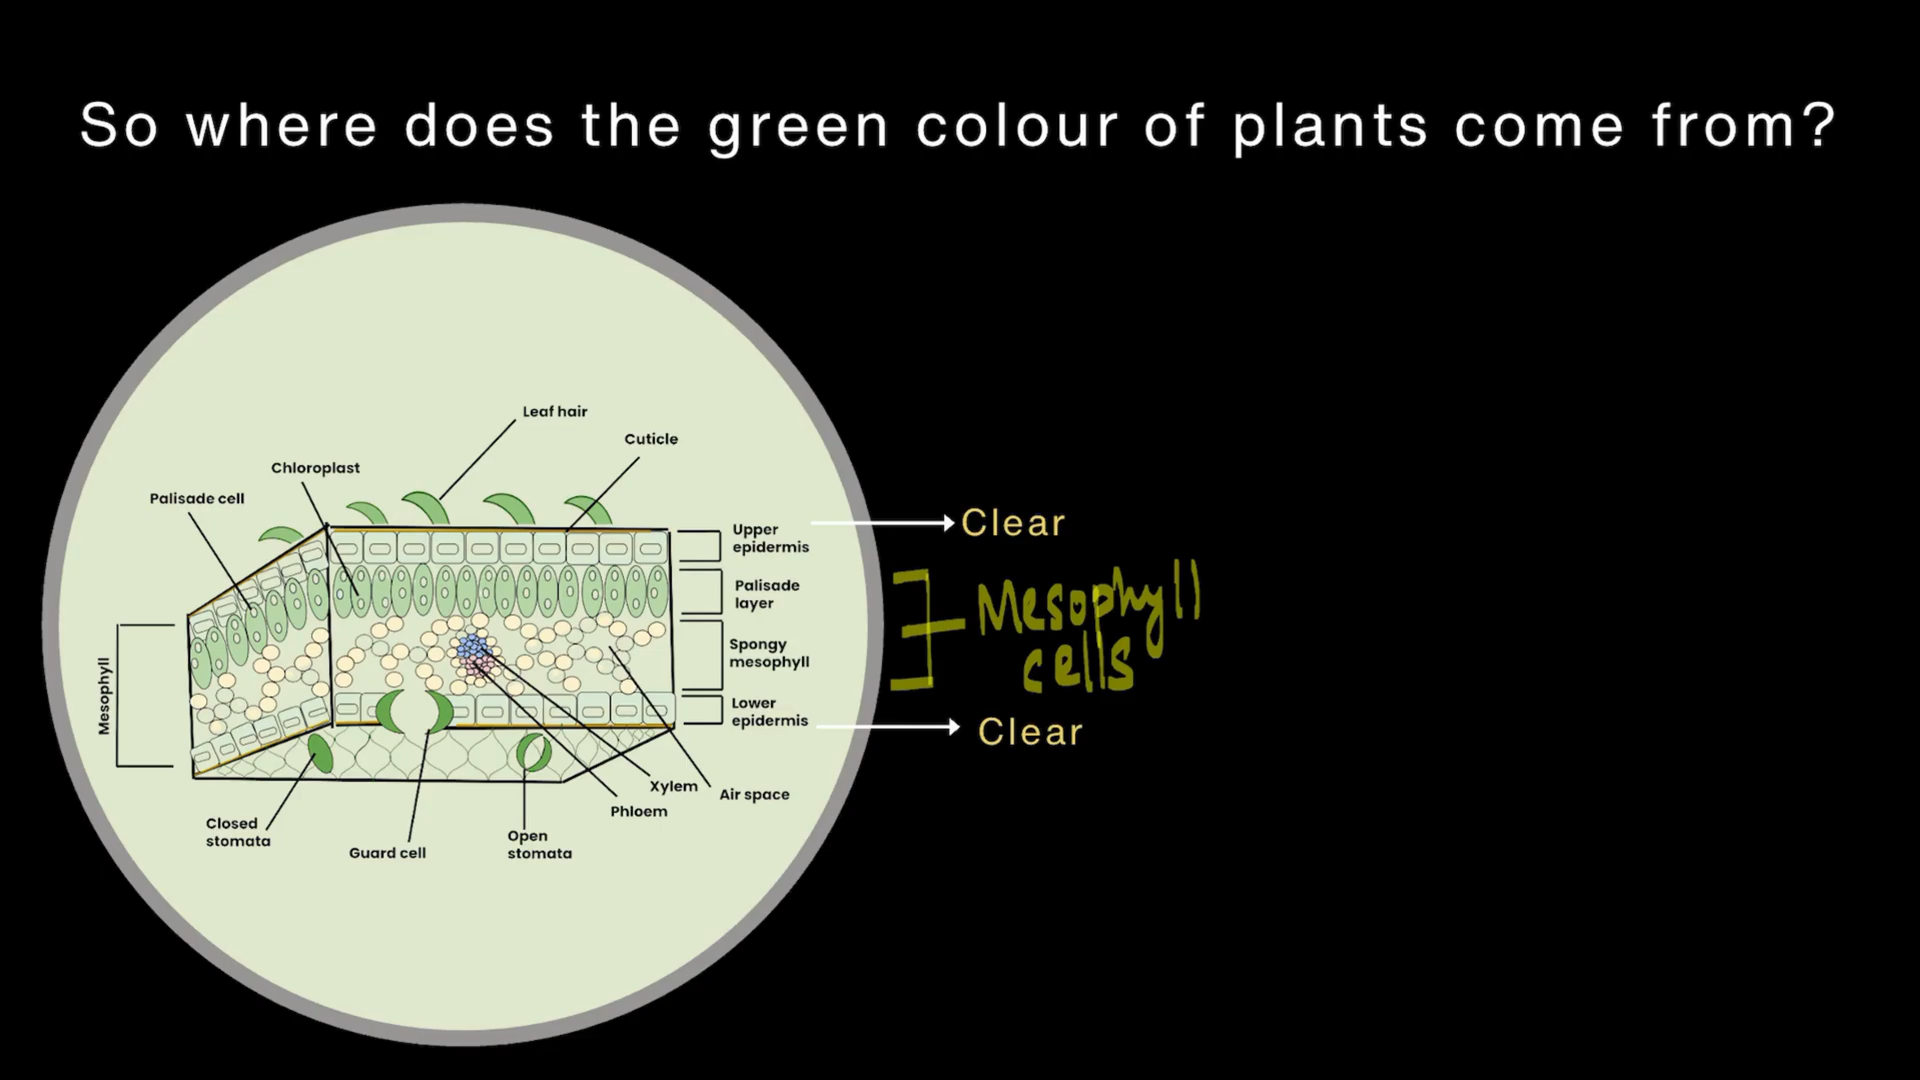 So where does the green colour of plants come from?
Leaf hair
Cuticle
Chloroplast
Palisade cell
Upper
epidermis
Clear
Palisade
layer
Mesophyll
cells
Spongy
mesophyll
Mesophyll
Lower
epidermis
Clear
Xylem
Air space
Phloem
Closed
stomata
Guard cell
Open
stomata